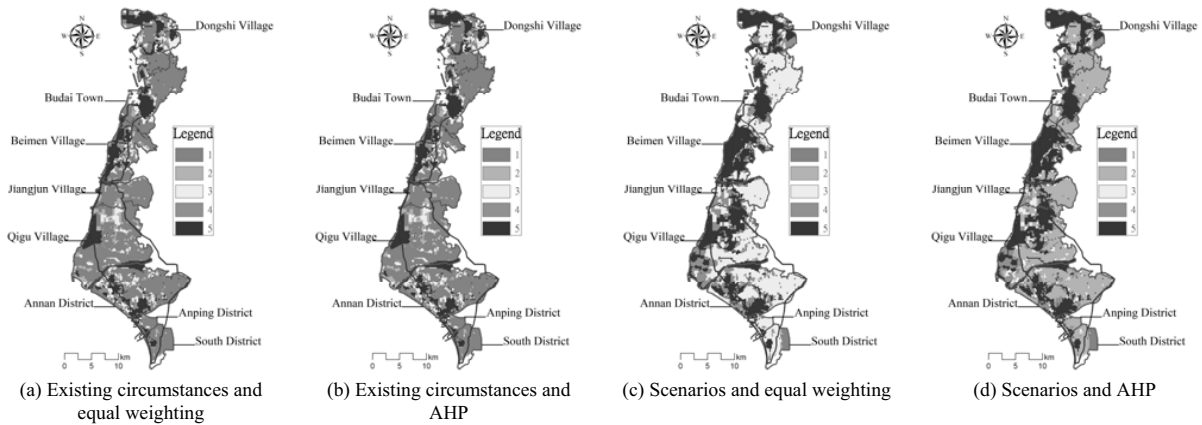 N
W E
S
Dongshi Village
Budai Town
Beimen Village
Jiangjun Village
Qigu Village
Annan District
Anping District
South District
Legend
1
2
3
4
5
0 5 10 km
(a) Existing circumstances and
equal weighting
N
W E
S
Dongshi Village
Budai Town
Beimen Village
Jiangjun Village
Qigu Village
Annan District
Anping District
South District
Legend
1
2
3
4
5
0 5 10 km
(b) Existing circumstances and
AHP
N
W E
S
Dongshi Village
Budai Town
Beimen Village
Jiangjun Village
Qigu Village
Annan District
Anping District
South District
Legend
1
2
3
4
5
0 5 10 km
(c) Scenarios and equal weighting
N
W E
S
Dongshi Village
Budai Town
Beimen Village
Jiangjun Village
Qigu Village
Annan District
Anping District
South District
Legend
1
2
3
4
5
0 5 10 km
(d) Scenarios and AHP